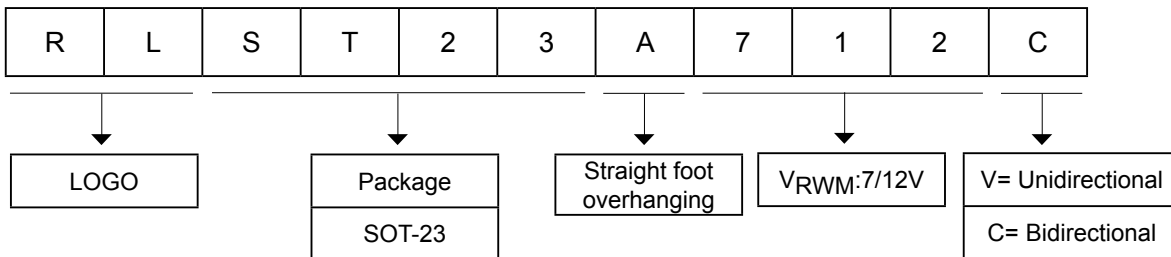 R L S T 2 3 A 7 1 2 C
LOGO
Package
SOT-23
Straight foot
overhanging
VRWM:7/12V
V= Unidirectional
C= Bidirectional